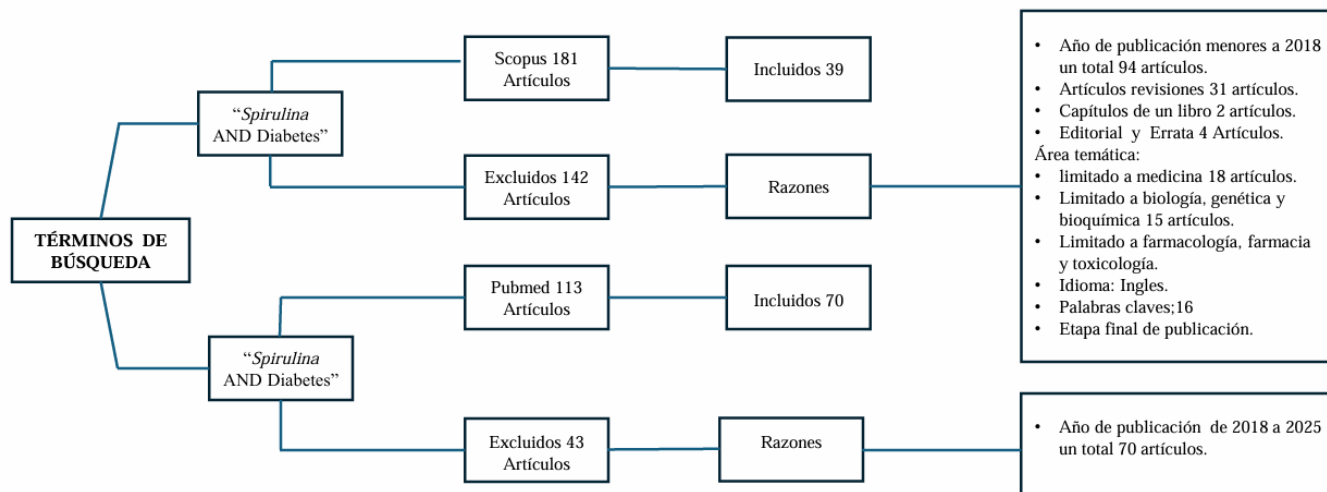 TÉRMINOS DE
BÚSQUEDA
“Spirulina
AND Diabetes”
Scopus 181
Artículos
Incluidos 39
Excluidos 142
Artículos
Razones
• Año de publicación menores a 2018
un total 94 artículos.
• Artículos revisiones 31 artículos.
• Capítulos de un libro 2 artículos.
• Editorial y Errata 4 Artículos.
Área temática:
• limitado a medicina 18 artículos.
• Limitado a biología, genética y
bioquímica 15 artículos.
• Limitado a farmacología, farmacia
y toxicología.
• Idioma: Ingles.
• Palabras claves;16
• Etapa final de publicación.
“Spirulina
AND Diabetes”
Pubmed 113
Artículos
Incluidos 70
Excluidos 43
Artículos
Razones
• Año de publicación de 2018 a 2025
un total 70 artículos.